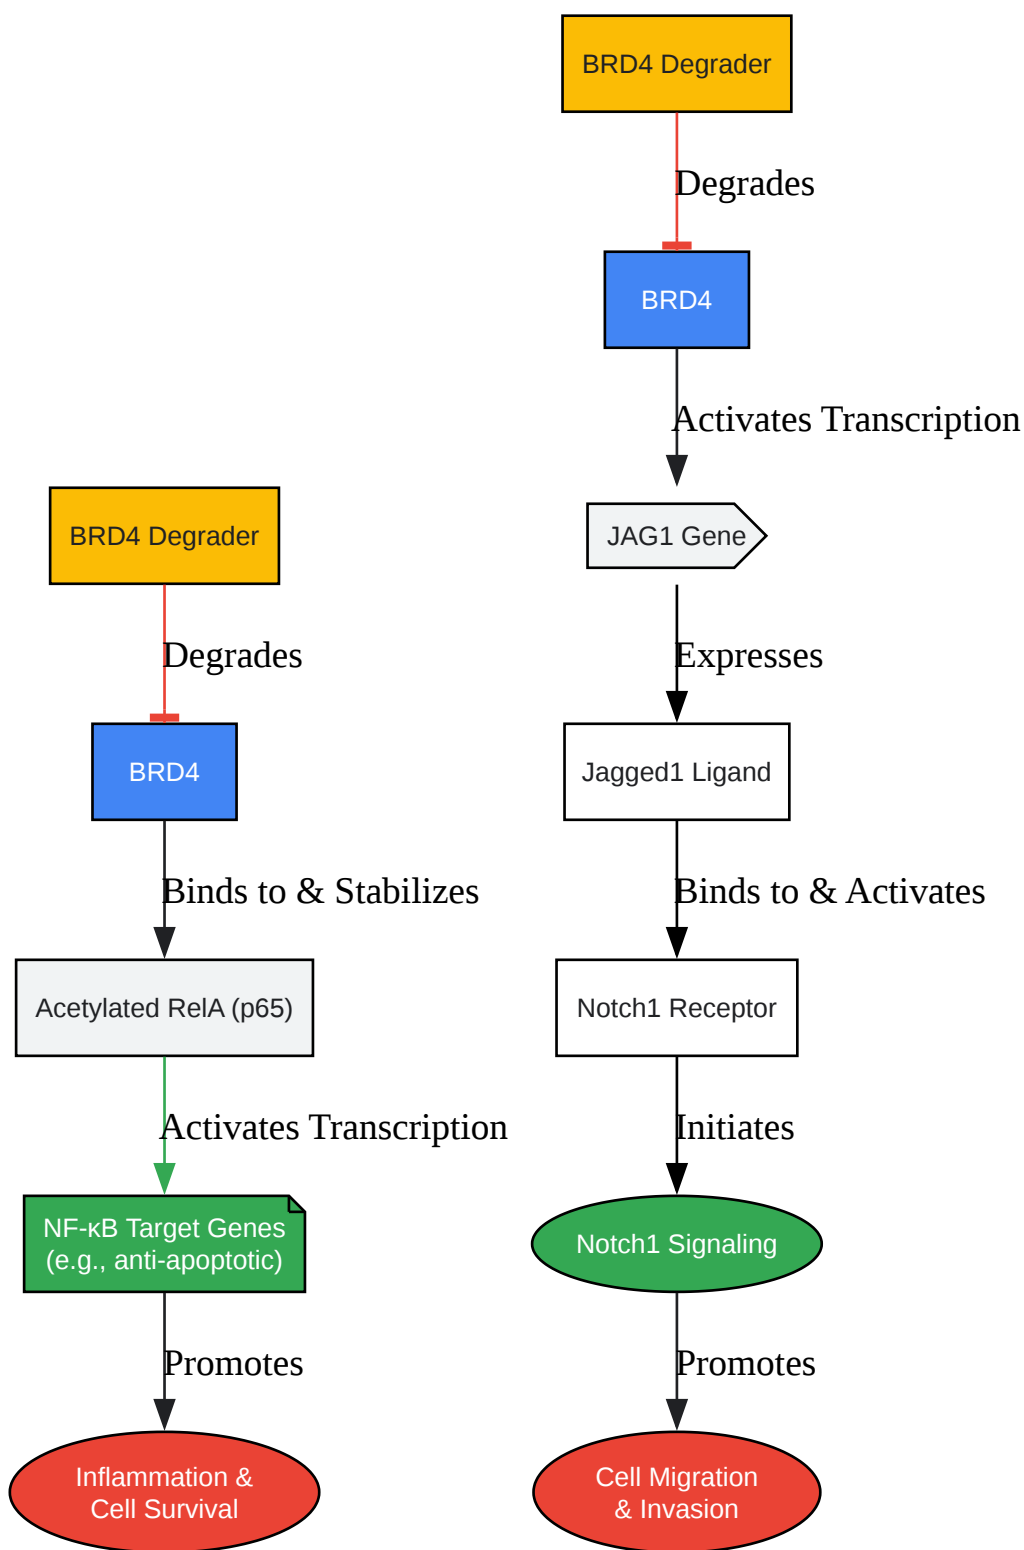 BRD4 Degrader
Degrades
BRD4
Activates Transcription
JAG1 Gene
Expresses
Jagged1 Ligand
Binds to & Activates
Notch1 Receptor
Initiates
Notch1 Signaling
Promotes
Cell Migration
& Invasion
BRD4 Degrader
Degrades
BRD4
Binds to & Stabilizes
Acetylated RelA (p65)
Activates Transcription
NF-κB Target Genes
(e.g., anti-apoptotic)
Promotes
Inflammation &
Cell Survival